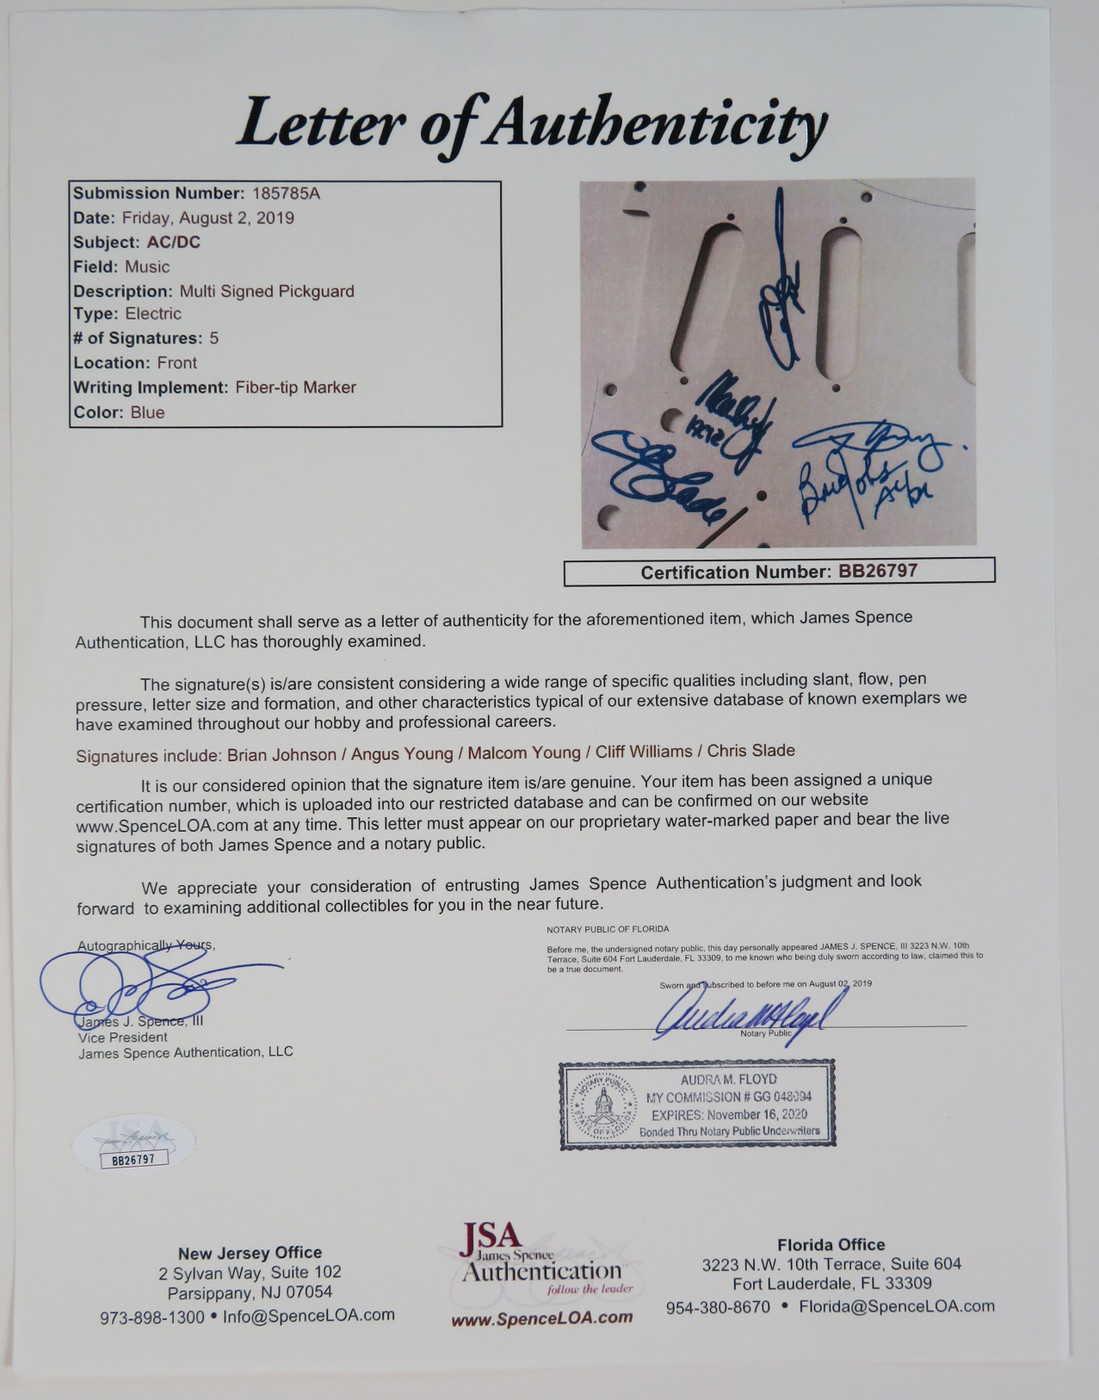 Letter of Authenticity
Submission Number: 185785A
Date: Friday, August 2, 2019
Subject: AC/DC
Field: Music
Description: Multi Signed Pickguard
Type: Electric
# of Signatures: 5
Location: Front
Writing Implement: Fiber-tip Marker
Color: Blue
Slade
Certification Number: BB26797
This document shall serve as a letter of authenticity for the aforementioned item, which James Spence
Authentication, LLC has thoroughly examined.
The signature(s) is/are consistent considering a wide range of specific qualities including slant, flow, pen
pressure, letter size and formation, and other characteristics typical of our extensive database of known exemplars we
have examined throughout our hobby and professional careers.
Signatures include: Brian Johnson / Angus Young / Malcom Young / Cliff Williams / Chris Slade
It is our considered opinion that the signature item is/are genuine. Your item has been assigned a unique
certification number, which is uploaded into our restricted database and can be confirmed on our website
www.SpenceLOA.com at any time. This letter must appear on our proprietary water-marked paper and bear the live
signatures of both James Spence and a notary public.
We appreciate your consideration of entrusting James Spence Authentication's judgment and look
forward to examining additional collectibles for you in the near future.
Autographically Yours,
James J. Spence, III
Vice President
James Spence Authentication, LLC
NOTARY PUBLIC OF FLORIDA
Before me, the undersigned notary public, this day personally appeared JAMES J. SPENCE, III 3223 N.W. 10th
Terrace, Suite 604 Fort Lauderdale, FL 33309, to me known who being duly sworn according to law, claimed this to
be a true document.
Sworn and Subscribed to before me on August 02, 2019
Audra M Floyd
Notary Public
NOTARY PUBLIC
STATE OF FLORIDA
AUDRA M. FLOYD
MY COMMISSION # GG 048094
EXPIRES: November 16, 2020
Bonded Thru Notary Public Underwriters
JSA
BB26797
New Jersey Office
2 Sylvan Way, Suite 102
Parsippany, NJ 07054
973-898-1300 • Info@SpenceLOA.com
JSA
James Spence
Authentication
follow the leader
www.SpenceLOA.com
Florida Office
3223 N.W. 10th Terrace, Suite 604
Fort Lauderdale, FL 33309
954-380-8670 • Florida@SpenceLOA.com